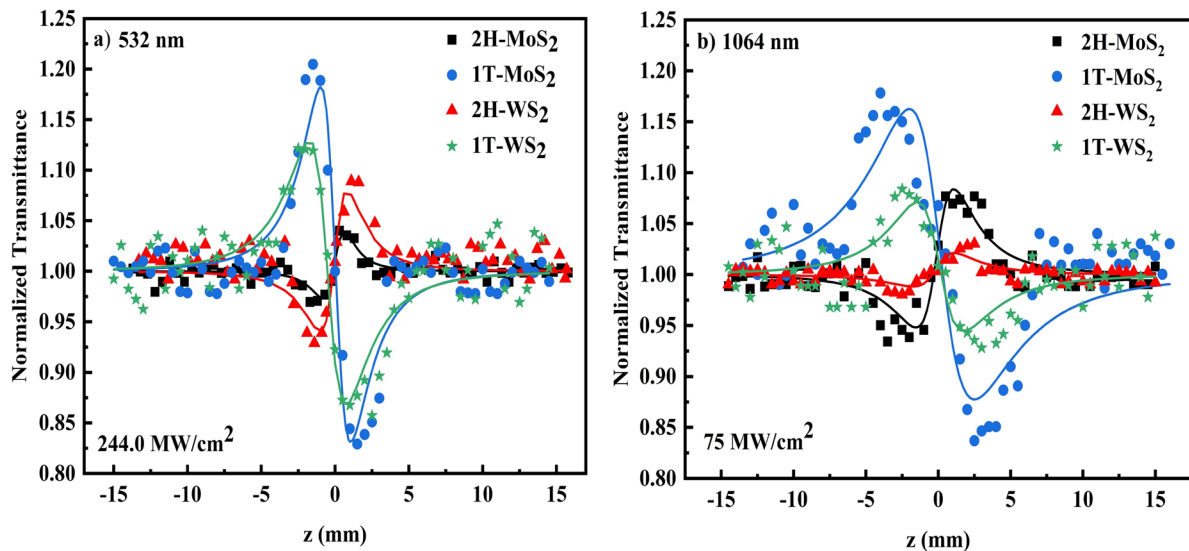 a) 532 nm
2H-MoS2
1T-MoS2
2H-WS2
1T-WS2
1.25
1.20
1.15
1.10
1.05
1.00
0.95
0.90
0.85
0.80
Normalized Transmittance
244.0 MW/cm2
-15 -10 -5 0 5 10 15
z (mm)
b) 1064 nm
2H-MoS2
1T-MoS2
2H-WS2
1T-WS2
1.25
1.20
1.15
1.10
1.05
1.00
0.95
0.90
0.85
0.80
Normalized Transmittance
75 MW/cm2
-15 -10 -5 0 5 10 15
z (mm)